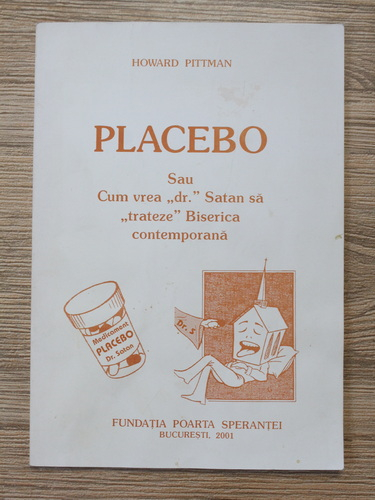 HOWARD PITTMAN
PLACEBO
Sau
Cum vrea „dr.” Satan să
„trateze” Biserica
contemporană
Medicament
PLACEBO
Dr. Satan
Dr. S
FUNDAȚIA POARTA SPERANȚEI
BUCUREȘTI, 2001